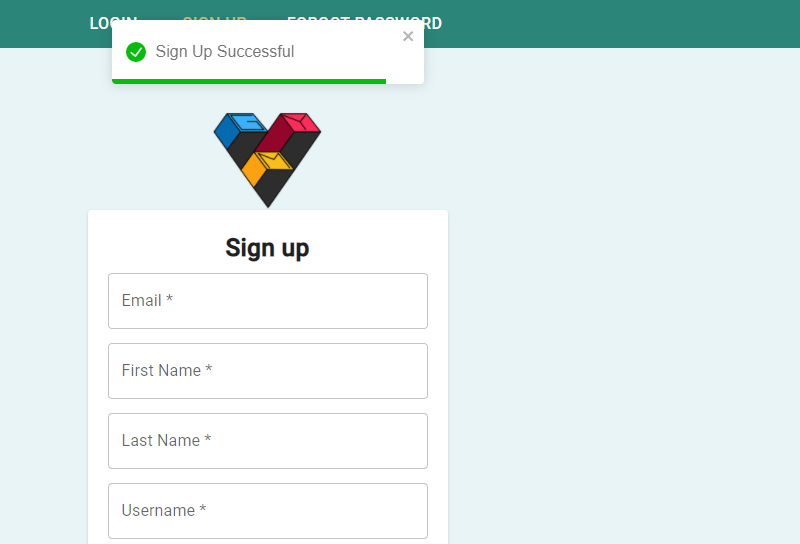 LOGIN SIGN UP FORGOT PASSWORD
Sign Up Successful
Sign up
Email *
First Name *
Last Name *
Username *